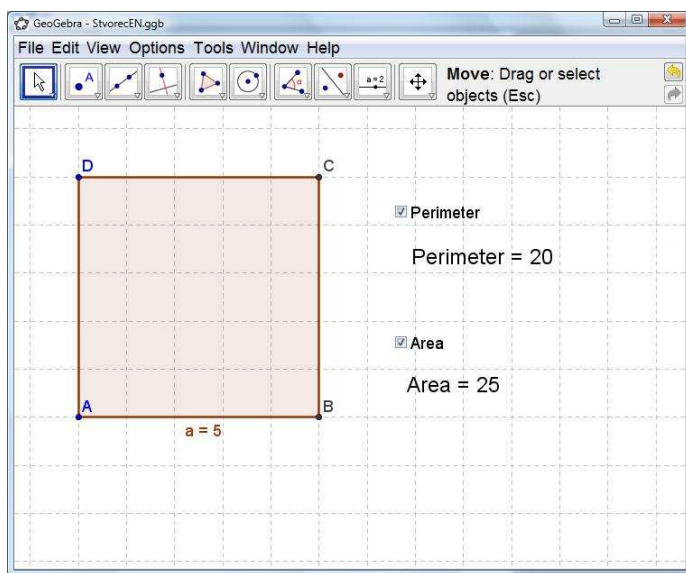 GeoGebra - StvorecEN.ggb
File Edit View Options Tools Window Help
A
α
a = 2
Move: Drag or select
objects (Esc)
D
C
Perimeter
Perimeter = 20
Area
Area = 25
A
B
a = 5